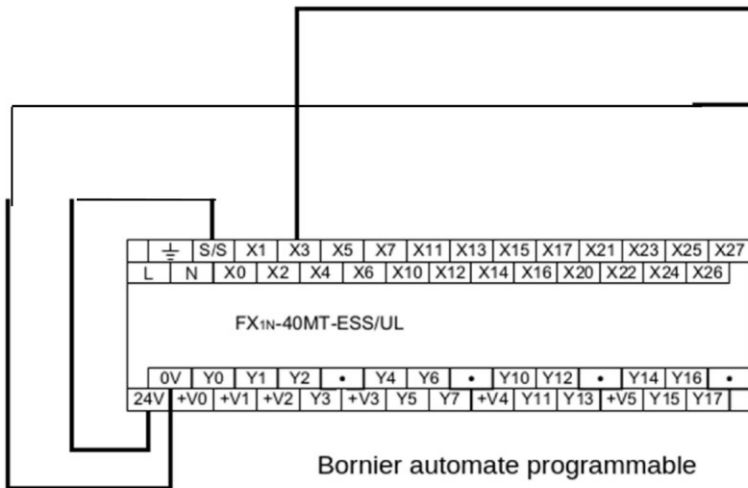 ⏚ S/S X1 X3 X5 X7 X11 X13 X15 X17 X21 X23 X25 X27
L N X0 X2 X4 X6 X10 X12 X14 X16 X20 X22 X24 X26
FX1N-40MT-ESS/UL
0V Y0 Y1 Y2 • Y4 Y6 • Y10 Y12 • Y14 Y16 •
24V +V0 +V1 +V2 Y3 +V3 Y5 Y7 +V4 Y11 Y13 +V5 Y15 Y17
Bornier automate programmable